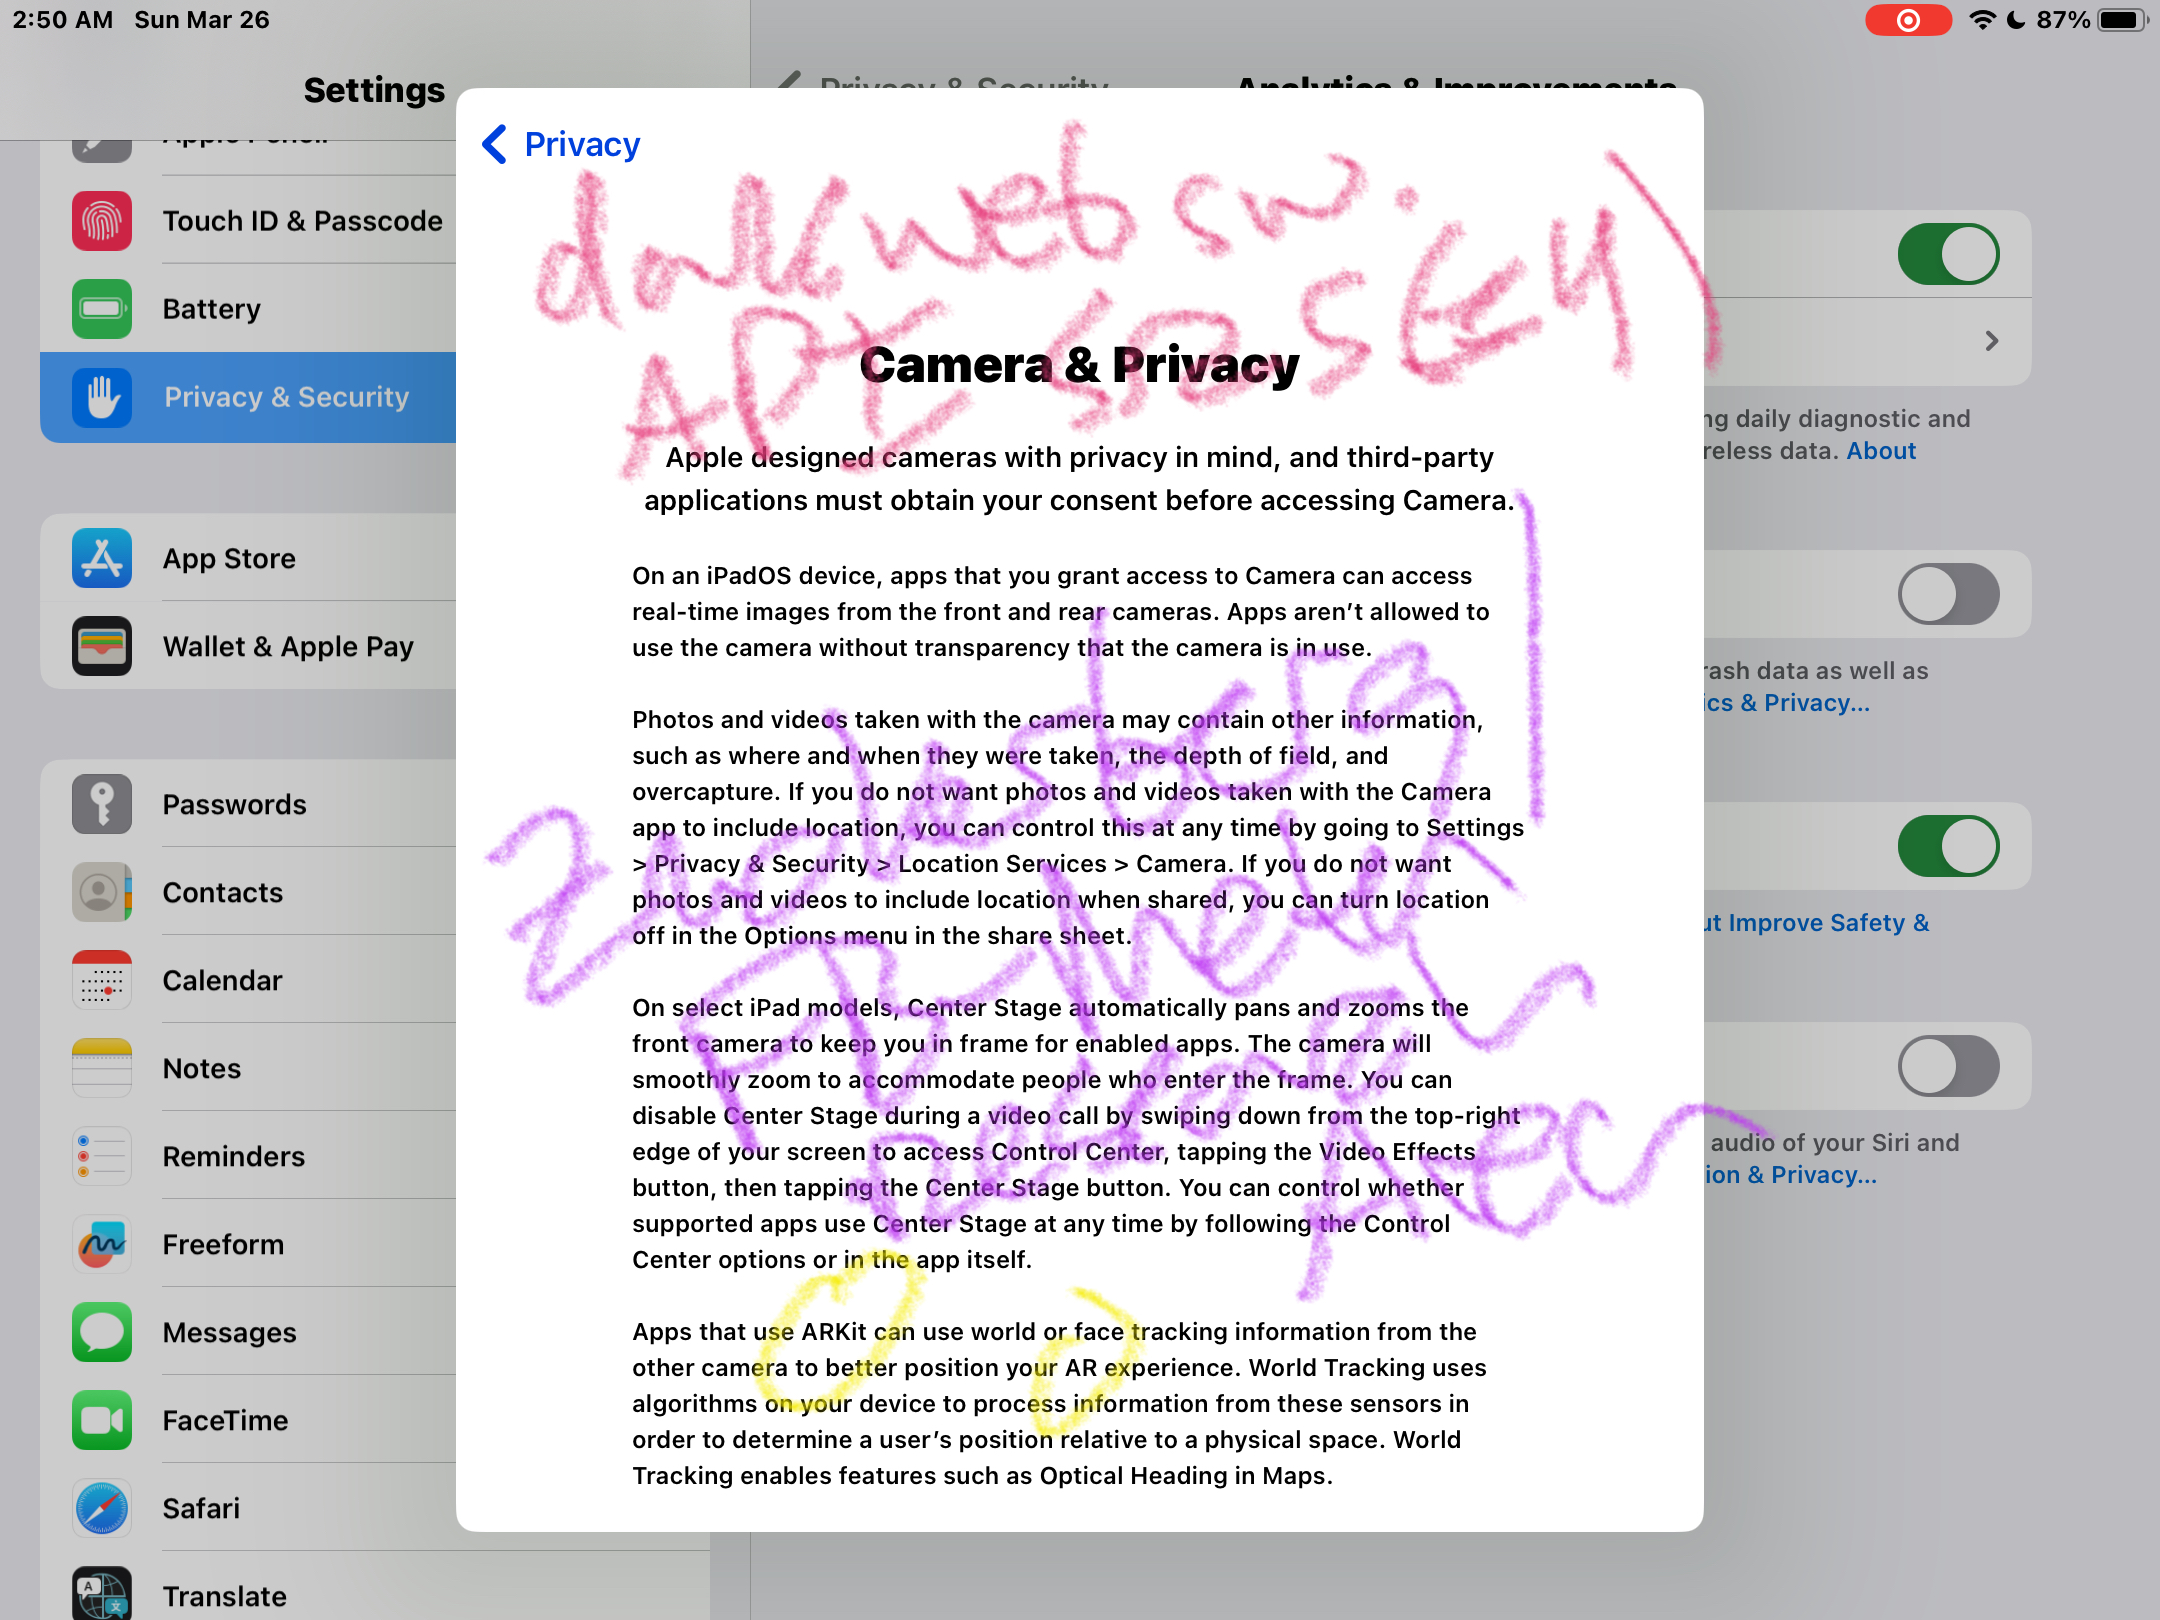 2:50 AM Sun Mar 26
87%
Settings
Privacy & Security
Analytics & Improvements
Apple Pencil
Touch ID & Passcode
Battery
Privacy & Security
App Store
Wallet & Apple Pay
Passwords
Contacts
Calendar
Notes
Reminders
Freeform
Messages
FaceTime
Safari
Translate
Privacy
dark web
Camera & Privacy
Apple designed cameras with privacy in mind, and third-party
applications must obtain your consent before accessing Camera.
On an iPadOS device, apps that you grant access to Camera can access
real-time images from the front and rear cameras. Apps aren’t allowed to
use the camera without transparency that the camera is in use.
Photos and videos taken with the camera may contain other information,
such as where and when they were taken, the depth of field, and
overcapture. If you do not want photos and videos taken with the Camera
app to include location, you can control this at any time by going to Settings
> Privacy & Security > Location Services > Camera. If you do not want
photos and videos to include location when shared, you can turn location
off in the Options menu in the share sheet.
On select iPad models, Center Stage automatically pans and zooms the
front camera to keep you in frame for enabled apps. The camera will
smoothly zoom to accommodate people who enter the frame. You can
disable Center Stage during a video call by swiping down from the top-right
edge of your screen to access Control Center, tapping the Video Effects
button, then tapping the Center Stage button. You can control whether
supported apps use Center Stage at any time by following the Control
Center options or in the app itself.
Apps that use ARKit can use world or face tracking information from the
other camera to better position your AR experience. World Tracking uses
algorithms on your device to process information from these sensors in
order to determine a user’s position relative to a physical space. World
Tracking enables features such as Optical Heading in Maps.
daily diagnostic and
data. About
data as well as
& Privacy...
Improve Safety &
audio of your Siri and
& Privacy...